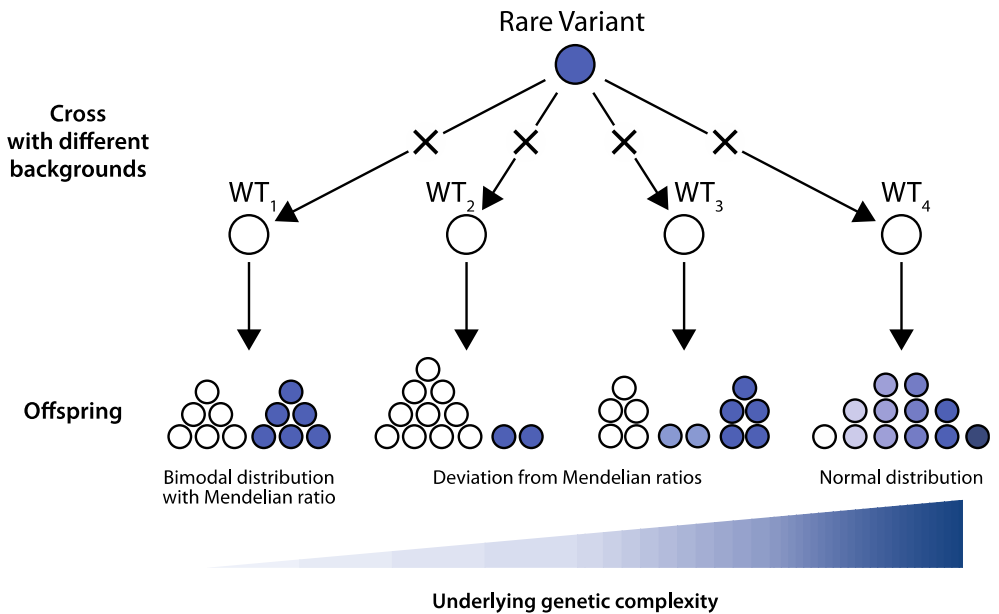 Rare Variant
Cross
with different
backgrounds
WT1
WT2
WT3
WT4
Offspring
Bimodal distribution
with Mendelian ratio
Deviation from Mendelian ratios
Normal distribution
Underlying genetic complexity